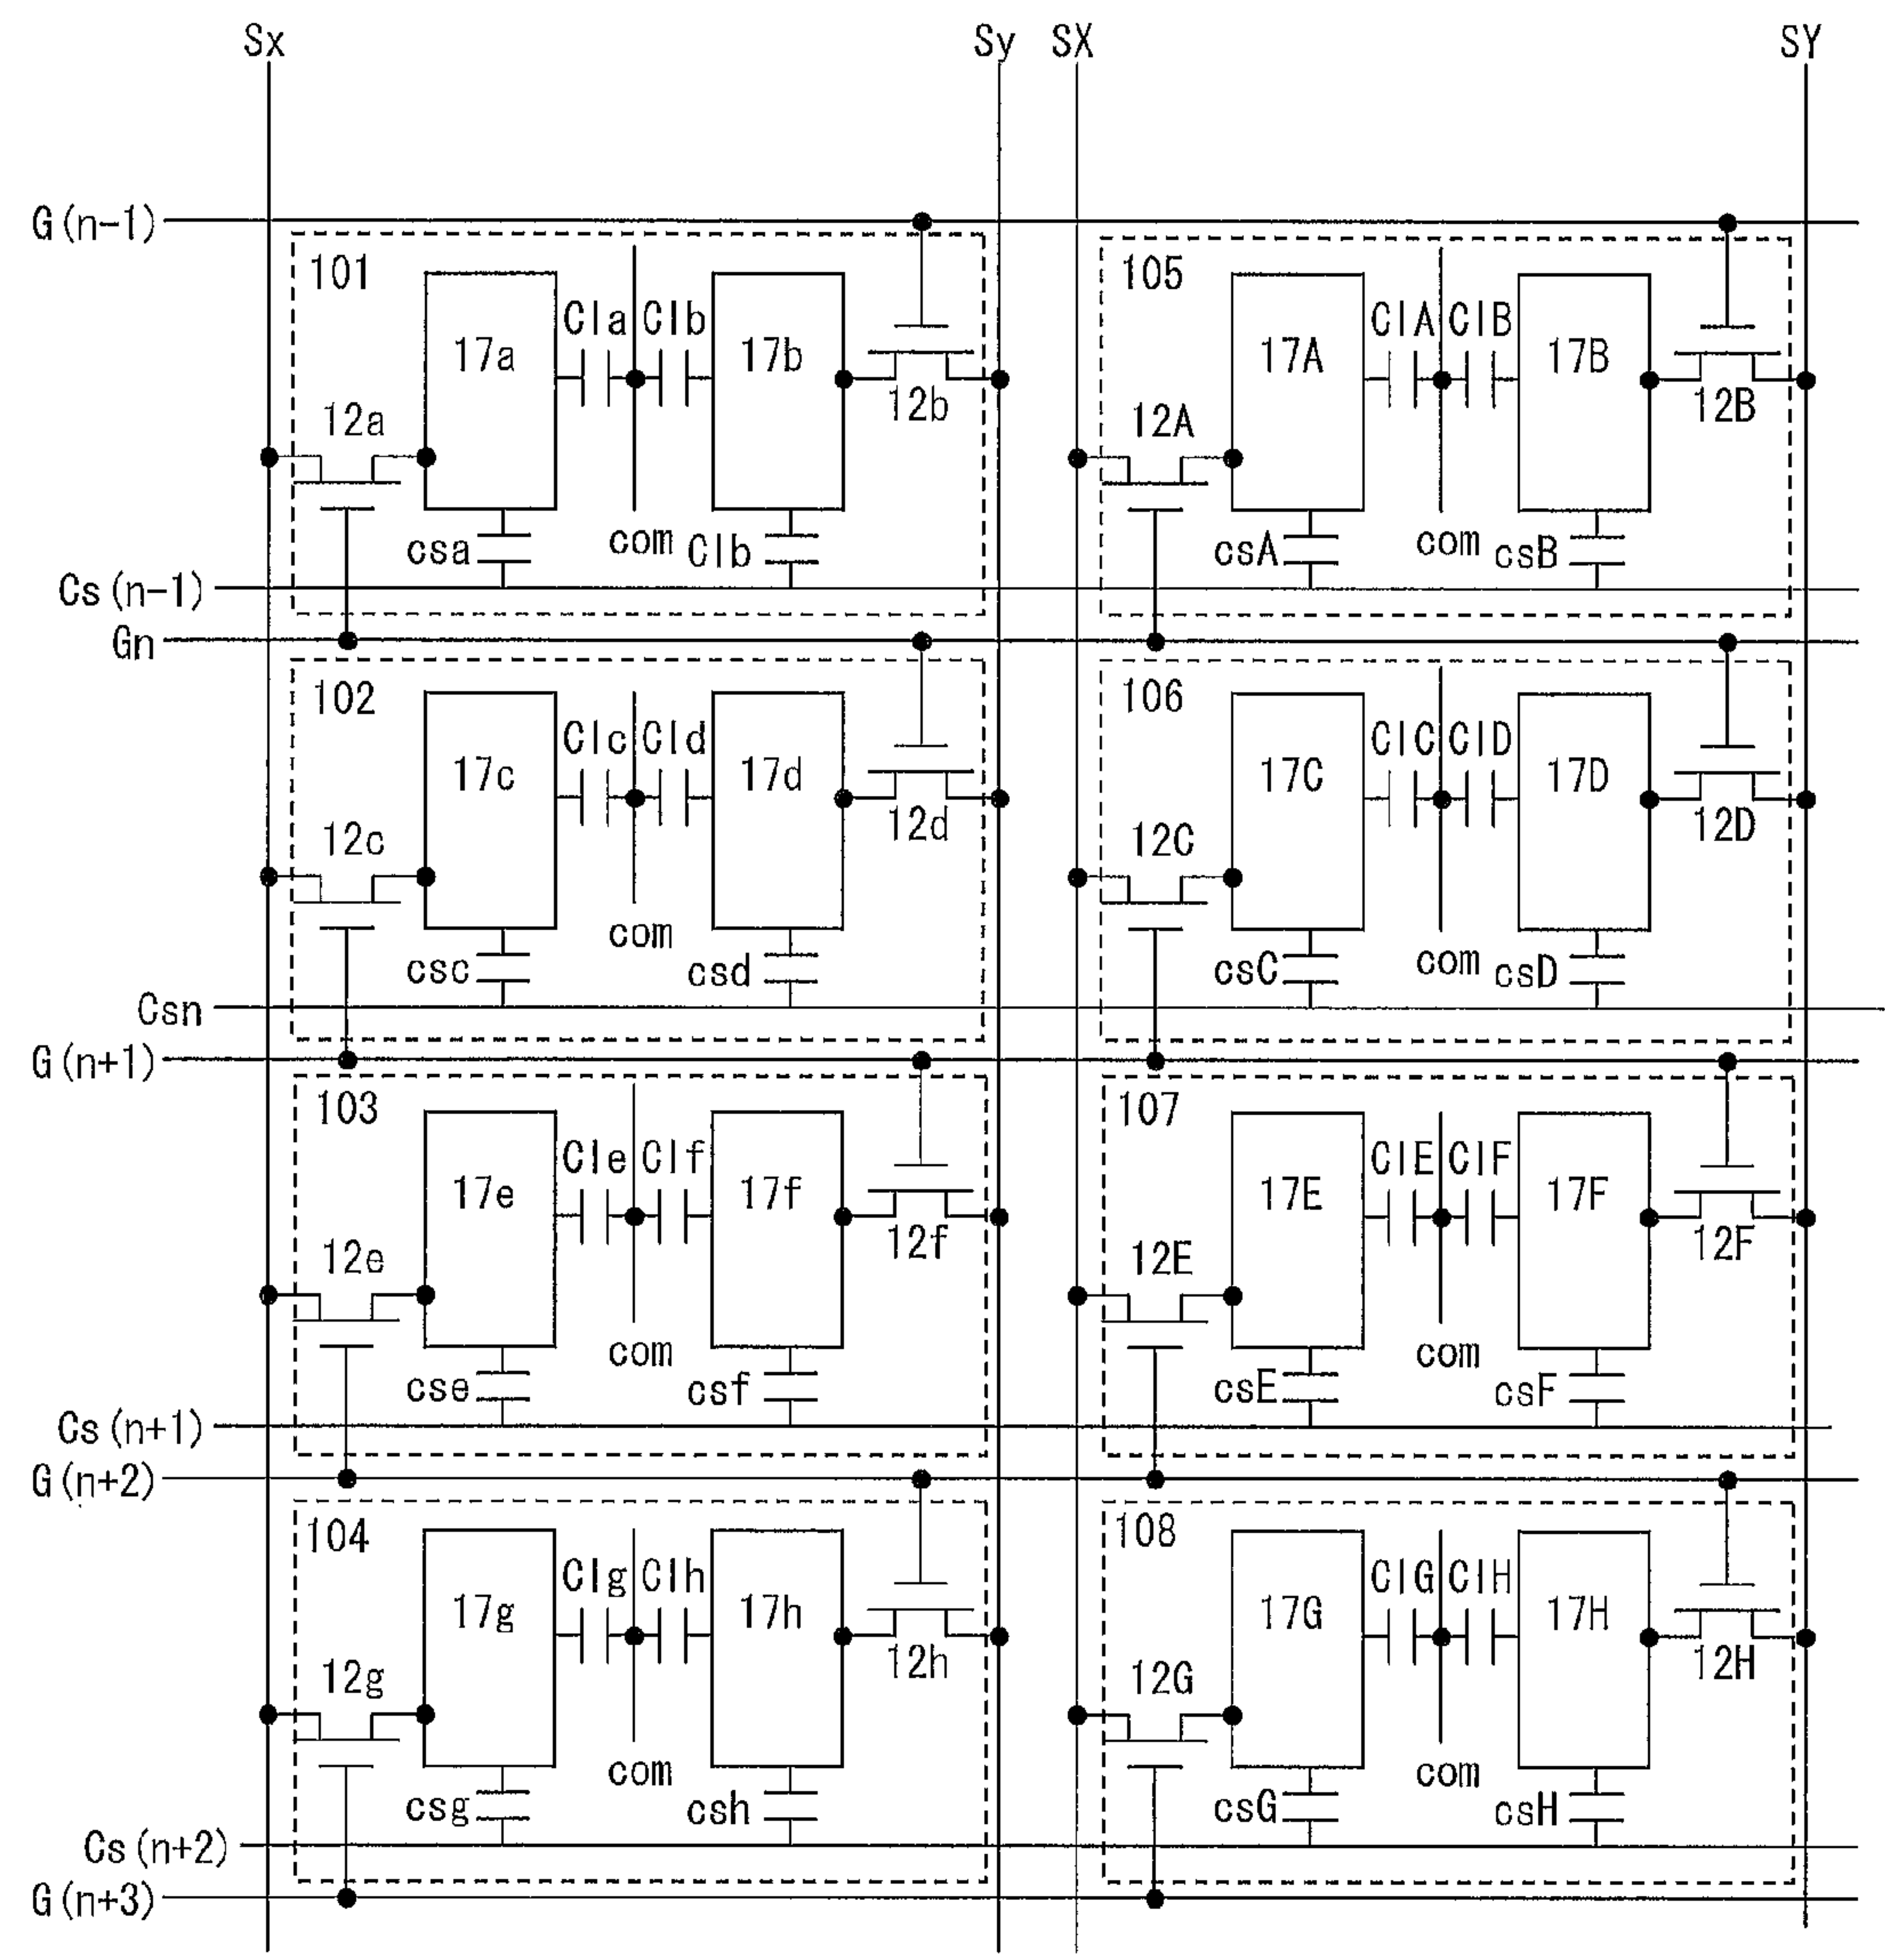 Sx Sy SX SY
G(n-1)
101 105
Cla Clb ClA ClB
17a 17b 17A 17B
12a 12b 12A 12B
csa com Clb csA com csB
Cs(n-1)
Gn
102 106
Clc Cld ClC ClD
17c 17d 17C 17D
12c 12d 12C 12D
csc com csd csC com csD
Csn
G(n+1)
103 107
Cle Clf ClE ClF
17e 17f 17E 17F
12e 12f 12E 12F
cse com csf csE com csF
Cs(n+1)
G(n+2)
104 108
Clg Clh ClG ClH
17g 17h 17G 17H
12g 12h 12G 12H
csg com csh csG com csH
Cs(n+2)
G(n+3)